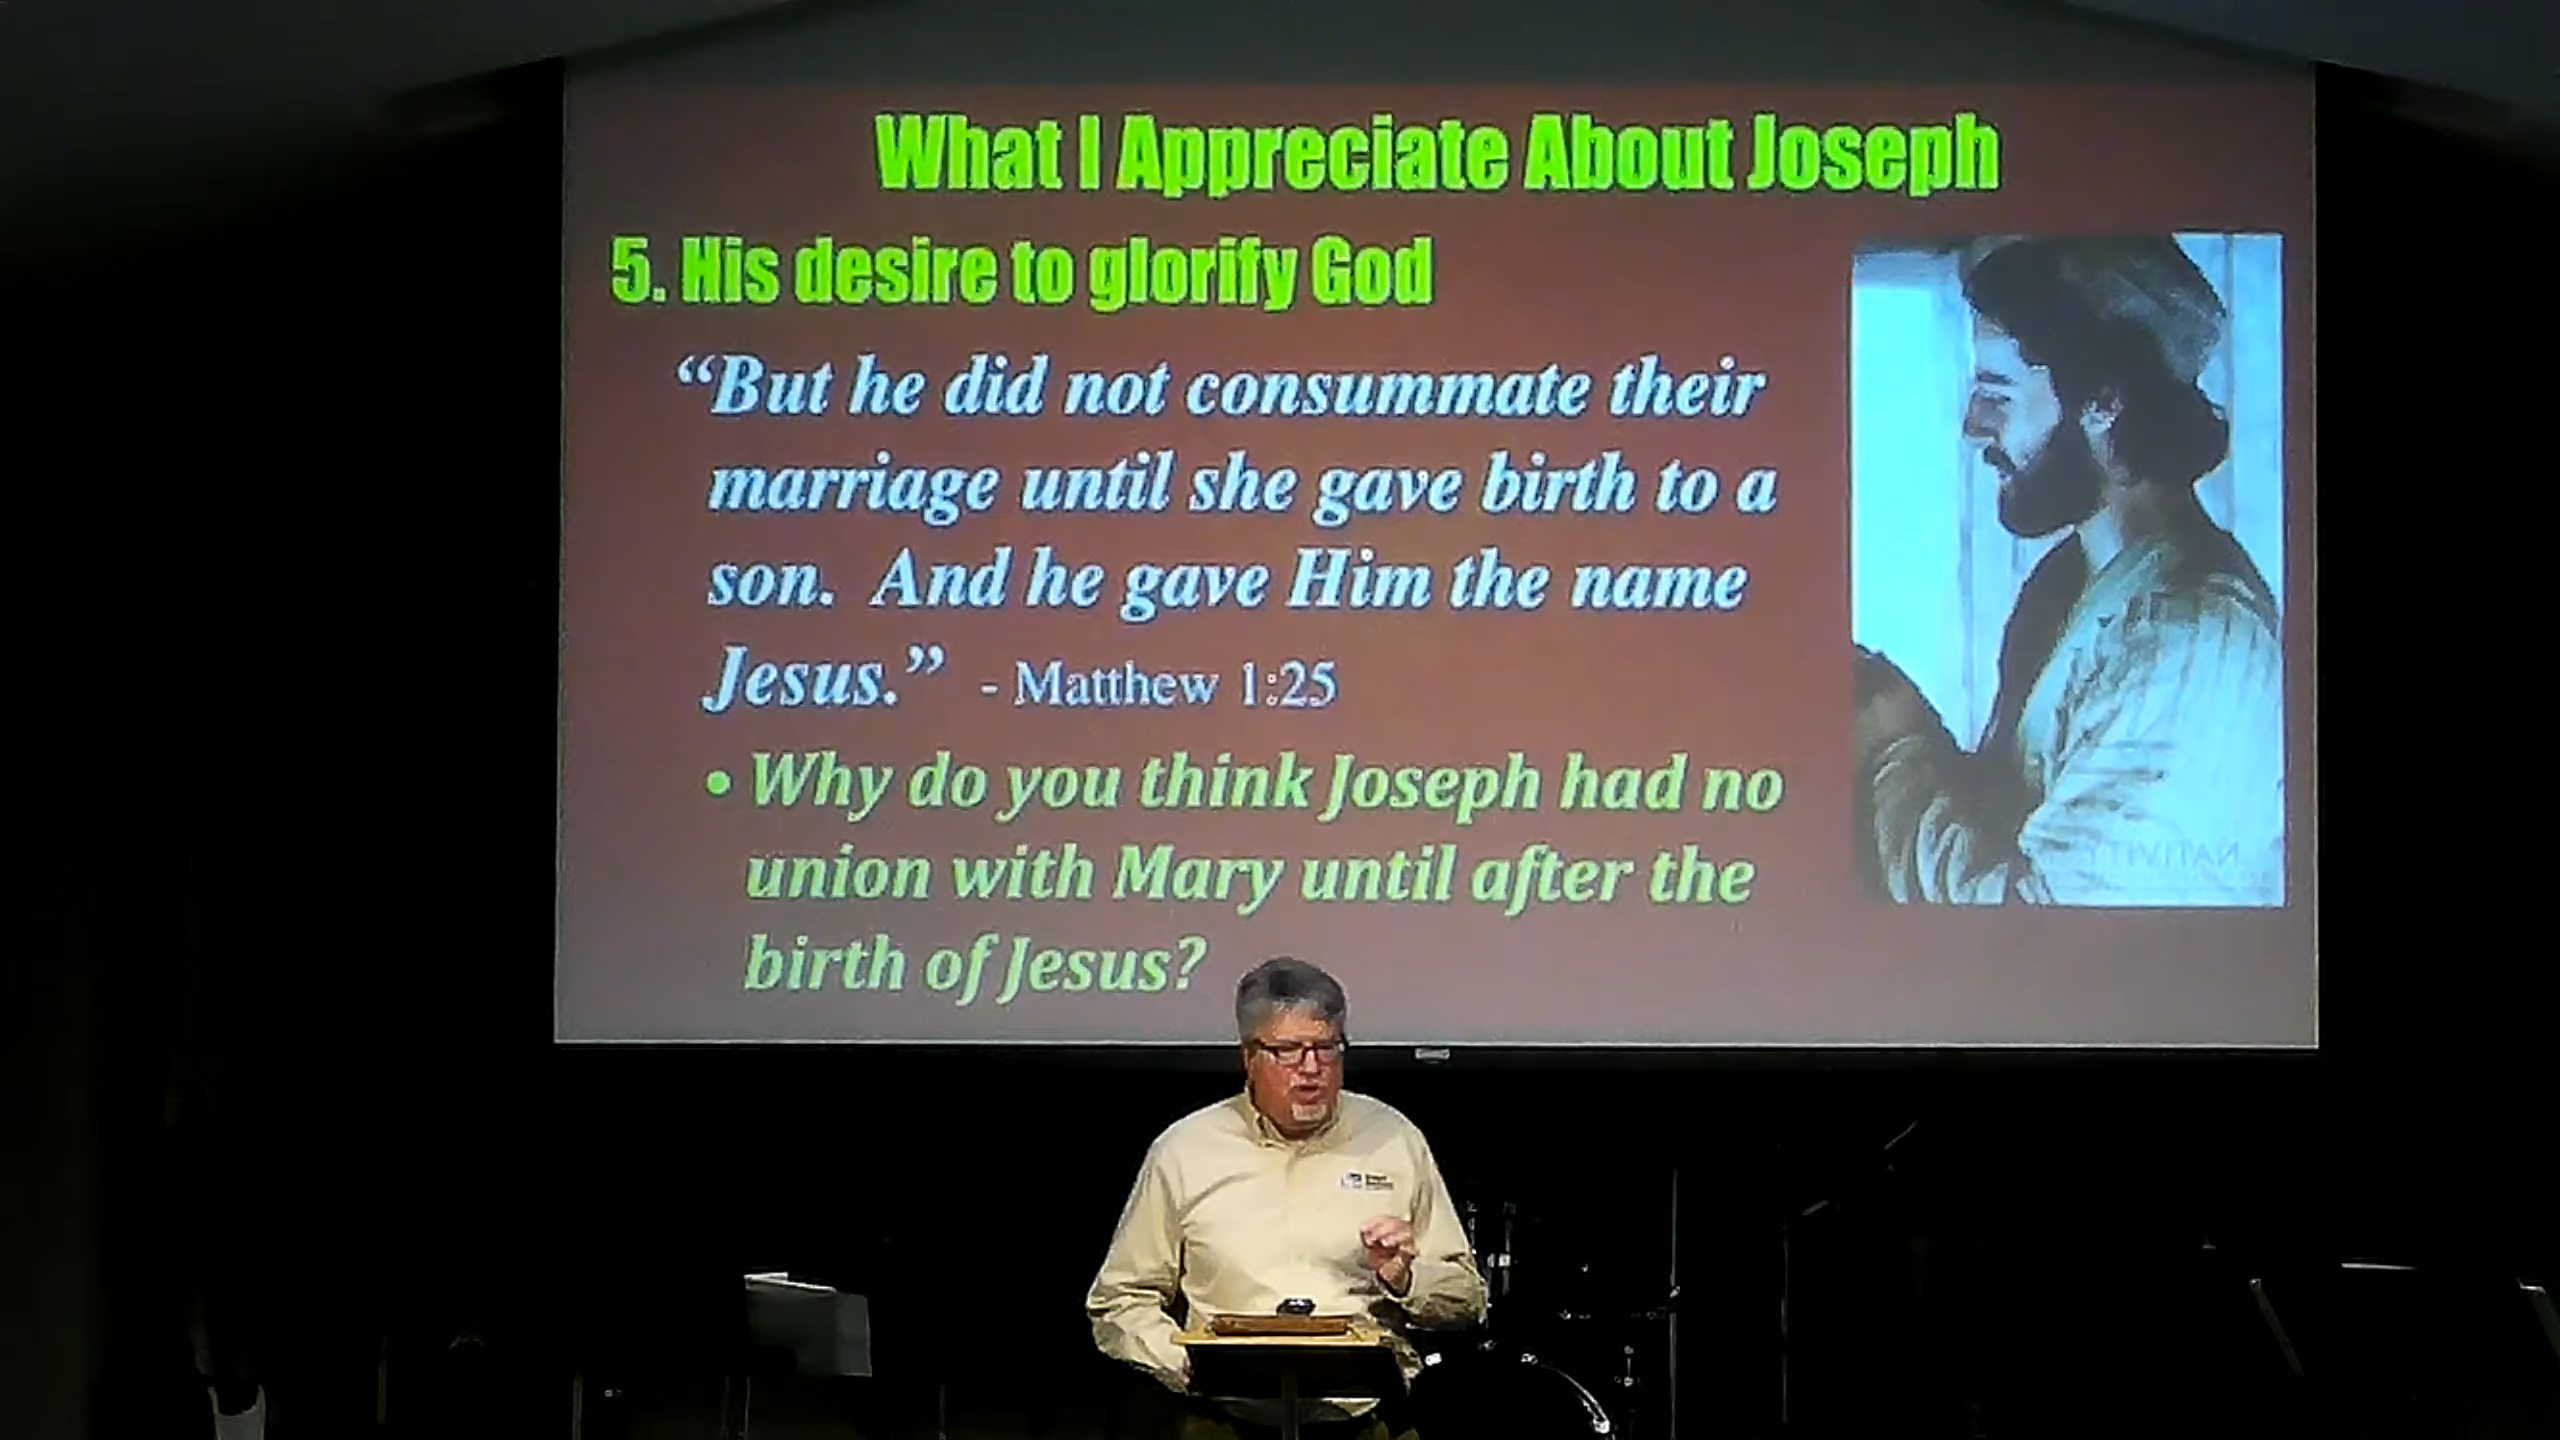 What I Appreciate About Joseph
5. His desire to glorify God
“But he did not consummate their
marriage until she gave birth to a
son. And he gave Him the name
Jesus.” - Matthew 1:25
• Why do you think Joseph had no
union with Mary until after the
birth of Jesus?